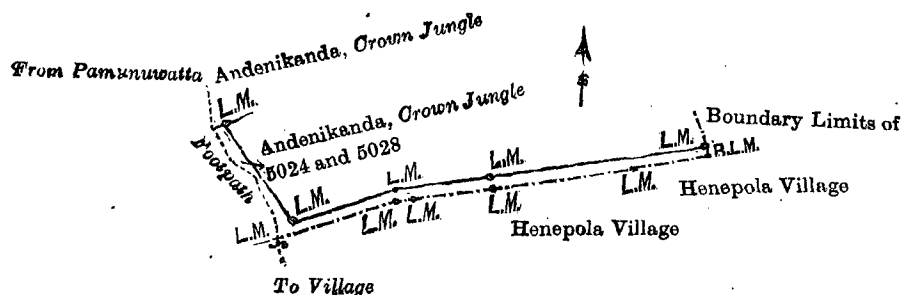 From Pamunuwatta
Andenikanda, Crown Jungle
L.M.
Footpath
Andenikanda, Crown Jungle
5024 and 5028
Boundary Limits of
L.M.
B.L.M.
L.M.
L.M.
L.M.
Henepola Village
L.M.
L.M.
L.M.
L.M.
L.M.
Henepola Village
To Village